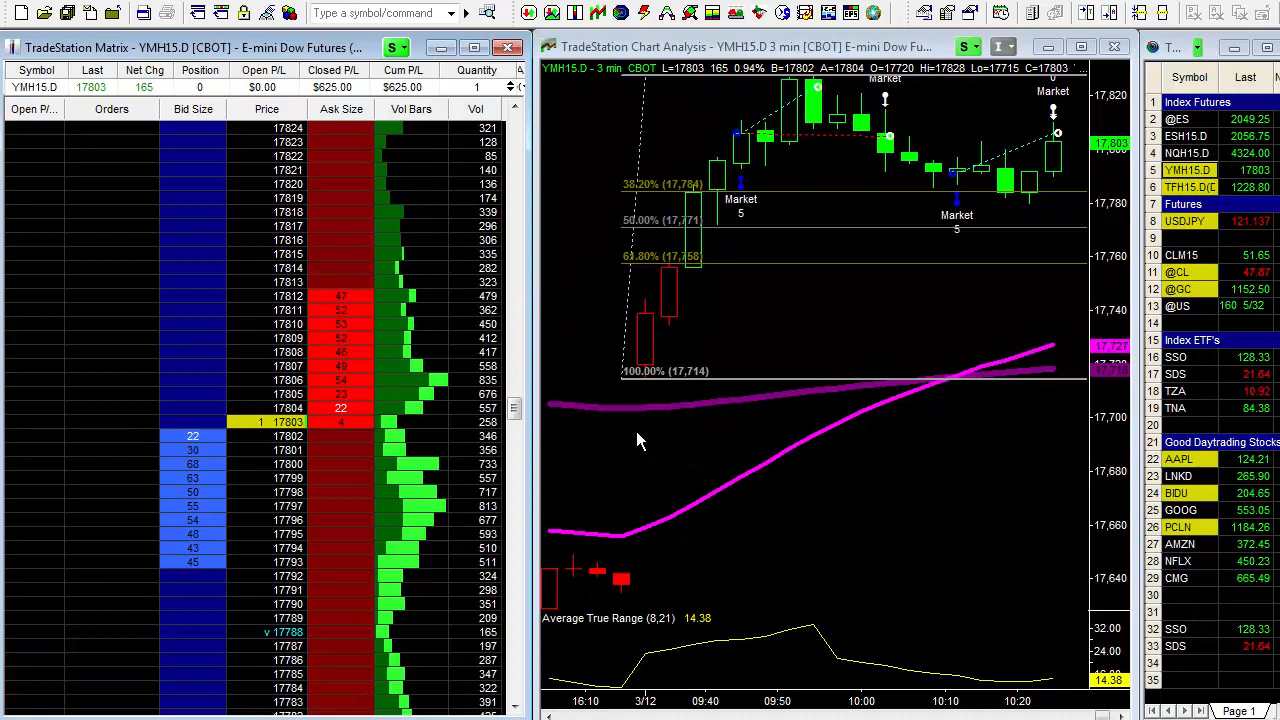 Type a symbol/command
TradeStation Matrix - YMH15.D [CBOT] - E-mini Dow Futures (...
S
Symbol Last Net Chg Position Open P/L Closed P/L Cum P/L Quantity
YMH15.D 17803 165 0 $0.00 $625.00 $625.00 1
Open P/... Orders Bid Size Price Ask Size Vol Bars Vol
17824 321
17823 128
17822 85
17821 140
17820 136
17819 174
17818 339
17817 296
17816 306
17815 335
17814 282
17813 323
17812 47 479
17811 52 362
17810 53 450
17809 52 412
17808 46 417
17807 49 558
17806 54 835
17805 23 676
17804 22 557
1 17803 4 258
22 17802 346
30 17801 356
68 17800 733
63 17799 557
50 17798 717
55 17797 813
54 17796 677
48 17795 593
43 17794 510
45 17793 511
17792 324
17791 298
17790 351
17789 209
v 17788 165
17787 197
17786 287
17785 347
17784 322
17783 391
TradeStation Chart Analysis - YMH15.D 3 min [CBOT] E-mini Dow Fu...
S I
YMH15.D - 3 min CBOT L=17803 165 0.94% B=17802 A=17804 O=17720 Hi=17828 Lo=17715 C=17803 ...
Market
0
Market
38.20% (17,784)
Market
5
50.00% (17,771)
Market
5
61.80% (17,758)
100.00% (17,714)
17,820
17,803
17,780
17,760
17,740
17,727
17,700
17,680
17,660
17,640
Average True Range (8,21) 14.38
32.00
24.00
14.38
16:10 3/12 09:40 09:50 10:00 10:10 10:20
T...
Symbol Last
1 Index Futures
2 @ES 2049.25
3 ESH15.D 2055.75
4 NQH15.D 4324.00
5 YMH15.D 17803
6 TFH15.D(D 1228.80
7 Futures
8 USDJPY 121.137
9
10 CLM15 51.65
11 @CL 47.87
12 @GC 1152.50
13 @US 160 5/32
14
15 Index ETF's
16 SSO 128.33
17 SDS 21.64
18 TZA 10.92
19 TNA 84.38
20
21 Good Daytrading Stocks
22 AAPL 124.21
23 LNKD 265.90
24 BIDU 204.65
25 GOOG 553.05
26 PCLN 1184.26
27 AMZN 372.45
28 NFLX 450.23
29 CMG 665.49
30
32 SSO 128.33
33 SDS 21.64
34
35
Page 1